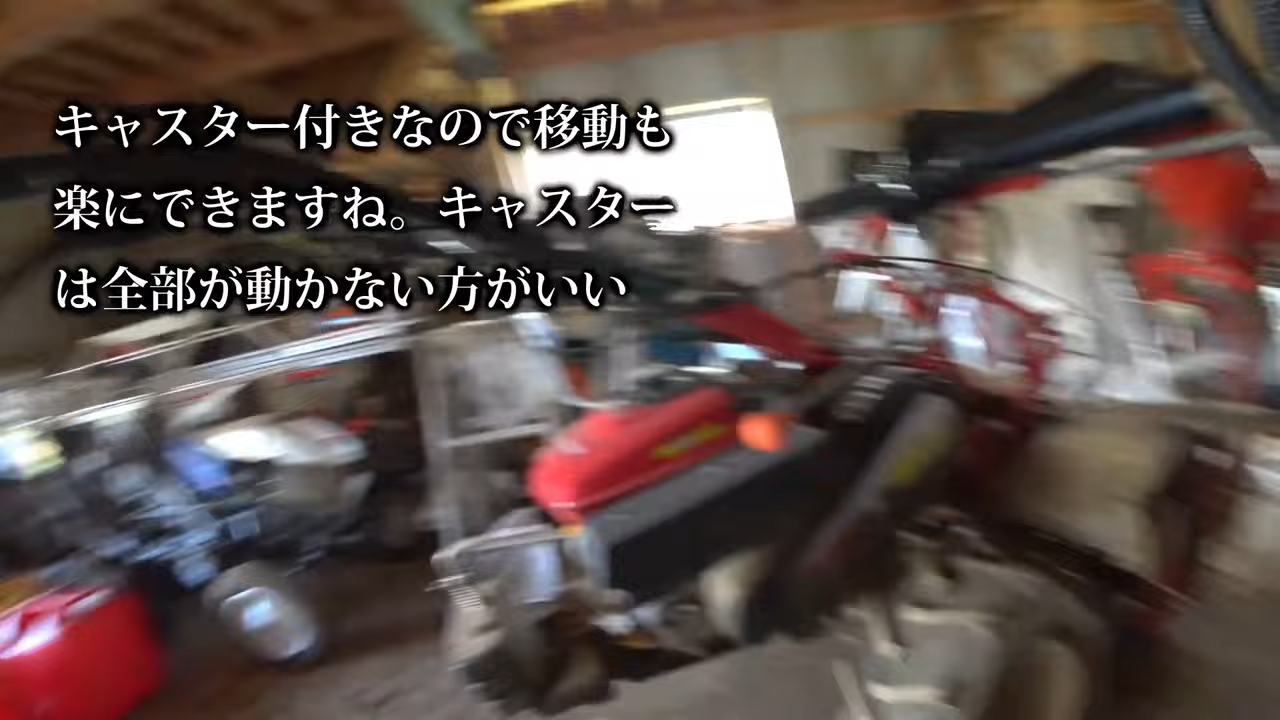 キャスター付きなので移動も
楽にできますね。キャスター
は全部が動かない方がいい